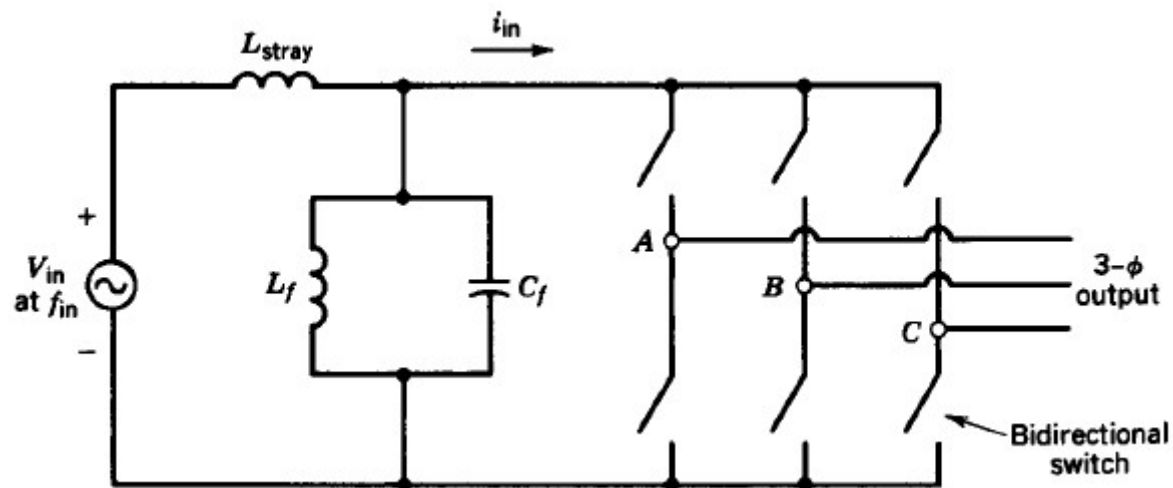 i_in
L_stray
+
V_in
at f_in
−
L_f
C_f
A
B
C
3-ϕ
output
Bidirectional
switch